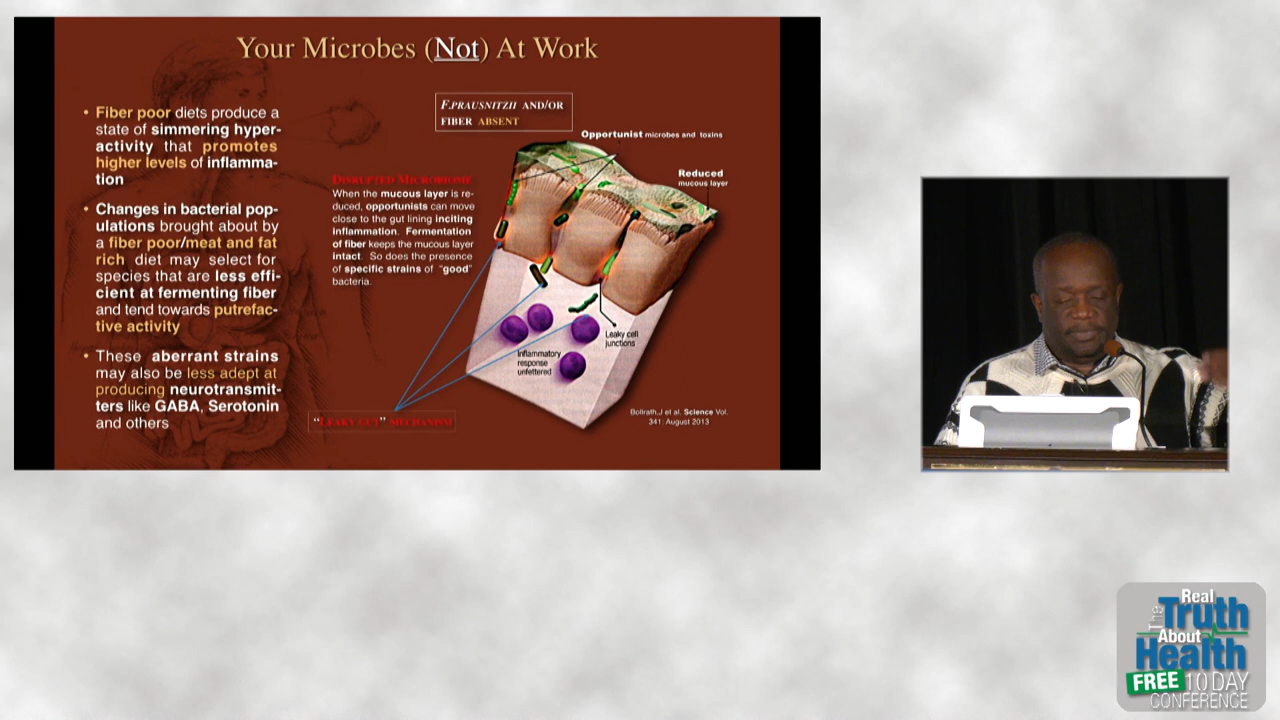 Your Microbes (Not) At Work
• Fiber poor diets produce a
state of simmering hyper-
activity that promotes
higher levels of inflamma-
tion
• Changes in bacterial pop-
ulations brought about by
a fiber poor/meat and fat
rich diet may select for
species that are less effi-
cient at fermenting fiber
and tend towards putrefac-
tive activity
• These aberrant strains
may also be less adept at
producing neurotransmit-
ters like GABA, Serotonin
and others
F.PRAUSNITZII AND/OR
FIBER ABSENT
Opportunist microbes and toxins
Reduced
mucous layer
DISRUPTED MICROBIOME
When the mucous layer is re-
duced, opportunists can move
close to the gut lining inciting
inflammation. Fermentation
of fiber keeps the mucous layer
intact. So does the presence
of specific strains of "good"
bacteria.
Leaky cell
junctions
Inflammatory
response
unfettered
"LEAKY GUT" MECHANISM
Bollrath,J et al. Science Vol.
341: August 2013
The Real
Truth
About
Health
FREE 10 DAY
CONFERENCE